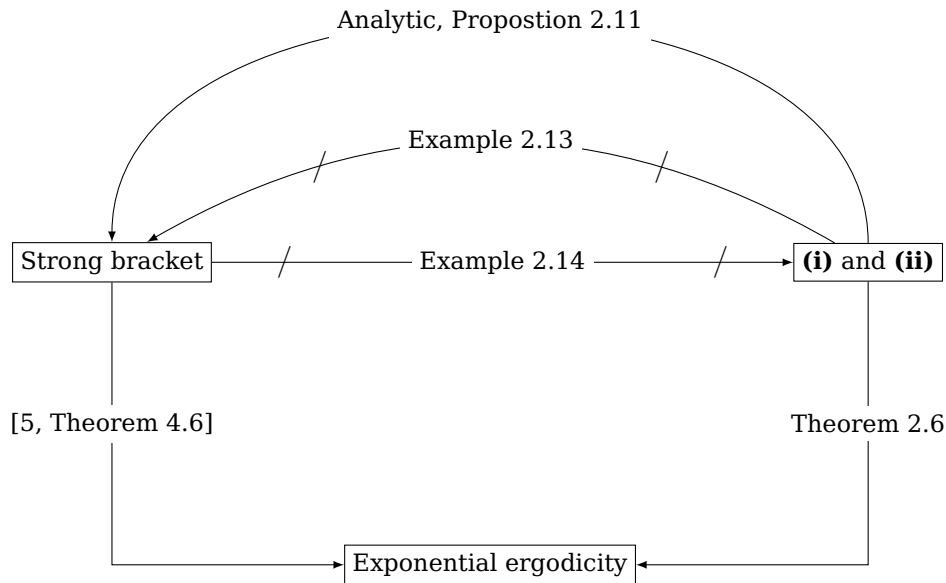 Analytic, Propostion 2.11
Example 2.13
Strong bracket
Example 2.14
(i) and (ii)
[5, Theorem 4.6]
Theorem 2.6
Exponential ergodicity